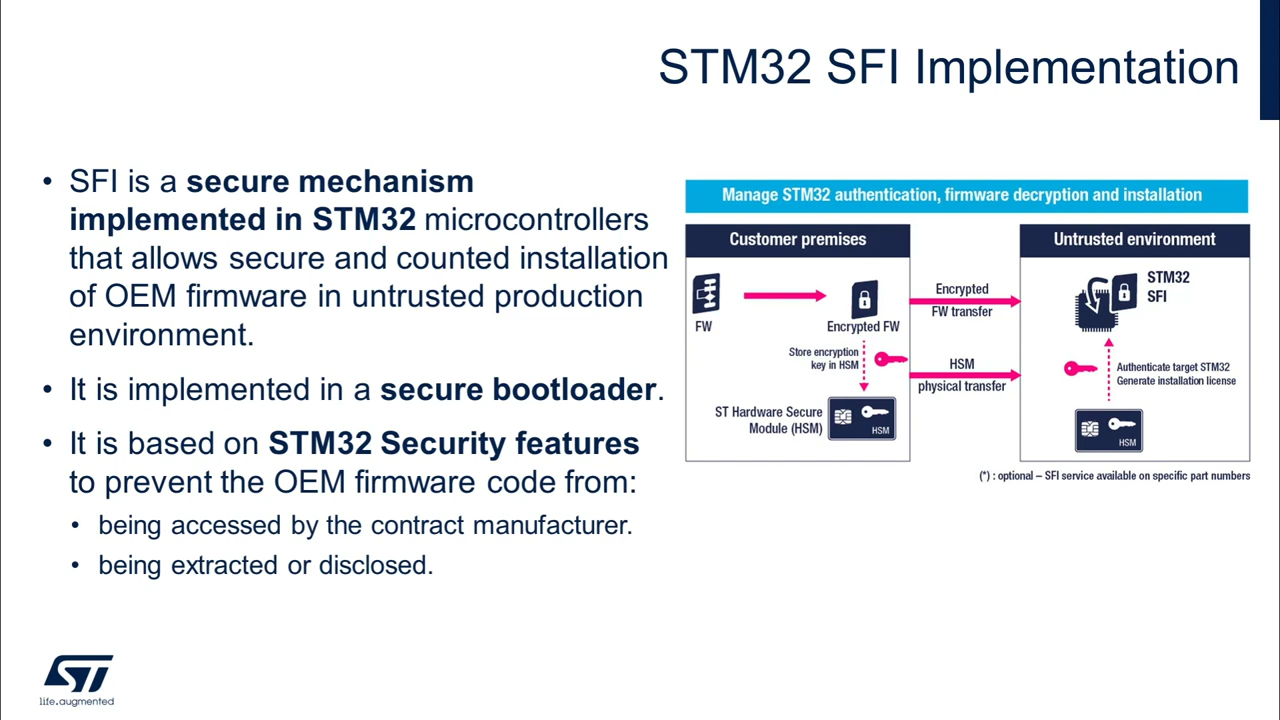 STM32 SFI Implementation
• SFI is a secure mechanism
implemented in STM32 microcontrollers
that allows secure and counted installation
of OEM firmware in untrusted production
environment.
• It is implemented in a secure bootloader.
• It is based on STM32 Security features
to prevent the OEM firmware code from:
• being accessed by the contract manufacturer.
• being extracted or disclosed.
Manage STM32 authentication, firmware decryption and installation
Customer premises
FW
Encrypted FW
Store encryption
key in HSM
ST Hardware Secure
Module (HSM)
HSM
Encrypted
FW transfer
HSM
physical transfer
Untrusted environment
STM32
SFI
Authenticate target STM32
Generate installation license
HSM
(*) : optional – SFI service available on specific part numbers
ST
life.augmented